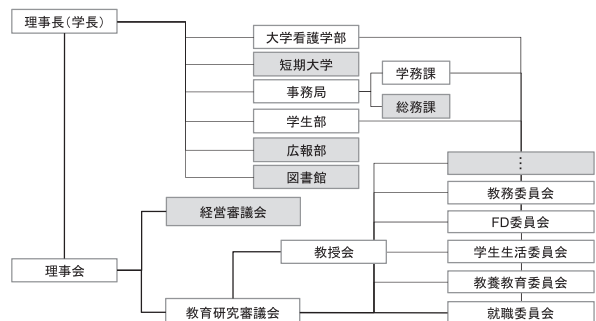 理事長（学長）
大学看護学部
短期大学
事務局
学務課
総務課
学生部
広報部
図書館
⋮
教務委員会
経営審議会
FD委員会
教授会
学生生活委員会
理事会
教養教育委員会
教育研究審議会
就職委員会